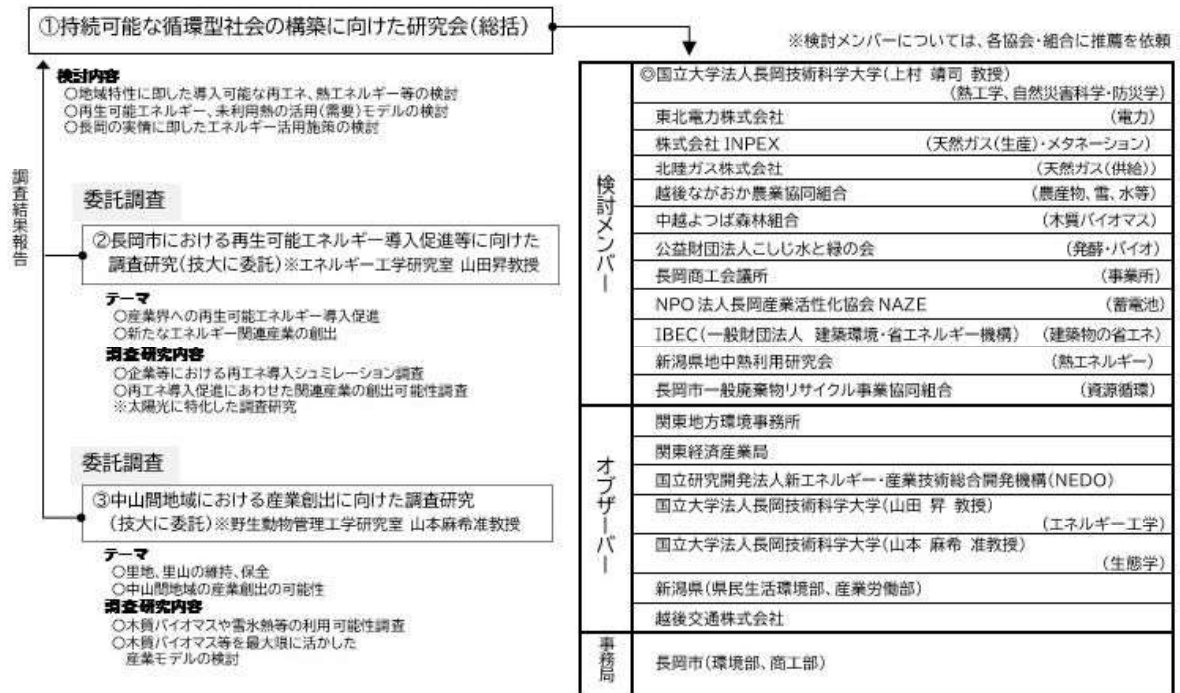 ①持続可能な循環型社会の構築に向けた研究会(総括)
検討内容
○地域特性に即した導入可能な再エネ、熱エネルギー等の検討
○再生可能エネルギー、未利用熱の活用(需要)モデルの検討
○長岡の実情に即したエネルギー活用施策の検討
調査結果報告
委託調査
②長岡市における再生可能エネルギー導入促進等に向けた
調査研究(技大に委託)※エネルギー工学研究室 山田昇教授
テーマ
○産業界への再生可能エネルギー導入促進
○新たなエネルギー関連産業の創出
調査研究内容
○企業等における再エネ導入シュミレーション調査
○再エネ導入促進にあわせた関連産業の創出可能性調査
※太陽光に特化した調査研究
委託調査
③中山間地域における産業創出に向けた調査研究
(技大に委託)※野生動物管理工学研究室 山本麻希准教授
テーマ
○里地、里山の維持、保全
○中山間地域の産業創出の可能性
調査研究内容
○木質バイオマスや雪氷熱等の利用可能性調査
○木質バイオマス等を最大限に活かした
産業モデルの検討
※検討メンバーについては、各協会・組合に推薦を依頼
検討メンバー
◎国立大学法人長岡技術科学大学(上村 靖司 教授)
(熱工学、自然災害科学・防災学)
東北電力株式会社 (電力)
株式会社 INPEX (天然ガス(生産)・メタネーション)
北陸ガス株式会社 (天然ガス(供給))
越後ながおか農業協同組合 (農産物、雪、水等)
中越よつば森林組合 (木質バイオマス)
公益財団法人こしじ水と緑の会 (発酵・バイオ)
長岡商工会議所 (事業所)
NPO法人長岡産業活性化協会 NAZE (蓄電池)
IBEC(一般財団法人 建築環境・省エネルギー機構) (建築物の省エネ)
新潟県地中熱利用研究会 (熱エネルギー)
長岡市一般廃棄物リサイクル事業協同組合 (資源循環)
オブザーバー
関東地方環境事務所
関東経済産業局
国立研究開発法人新エネルギー・産業技術総合開発機構(NEDO)
国立大学法人長岡技術科学大学(山田 昇 教授)
(エネルギー工学)
国立大学法人長岡技術科学大学(山本 麻希 准教授)
(生態学)
新潟県(県民生活環境部、産業労働部)
越後交通株式会社
事務局
長岡市(環境部、商工部)